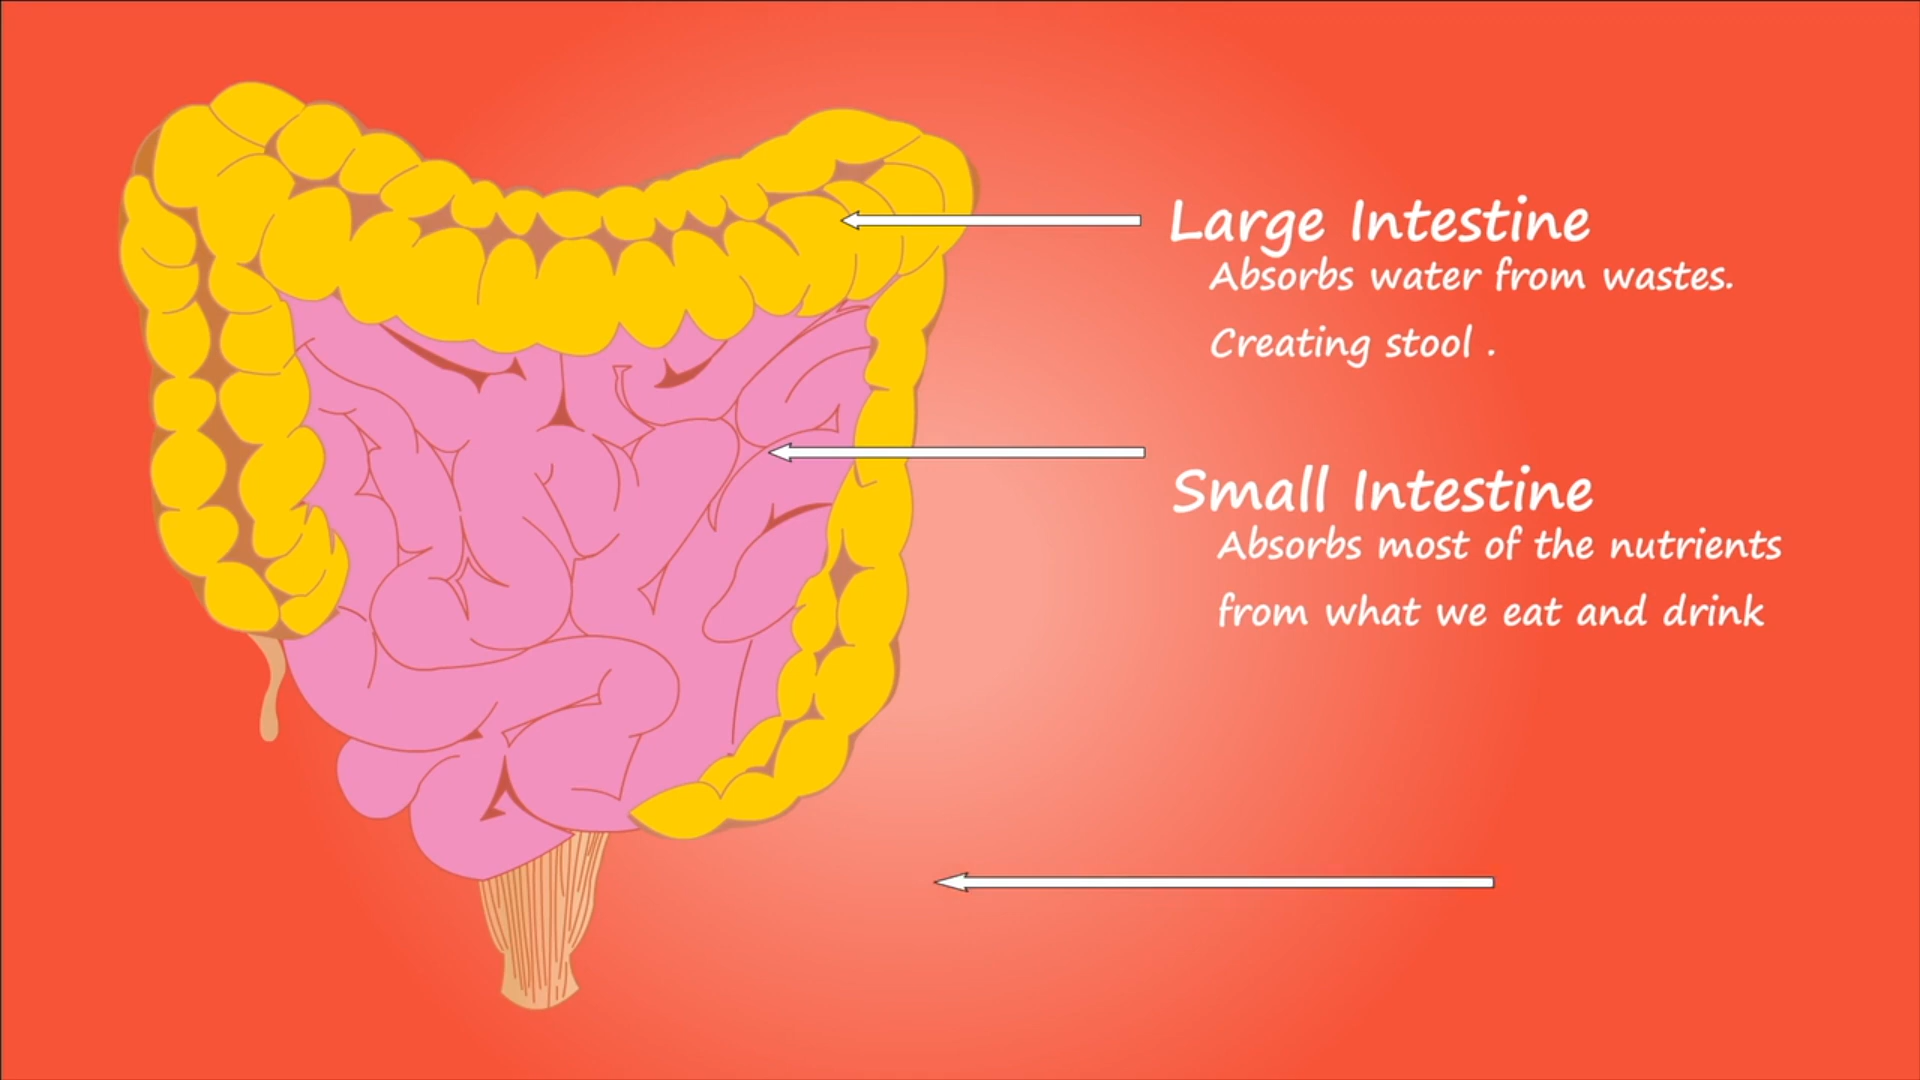 Large Intestine
Absorbs water from wastes.
Creating stool .
Small Intestine
Absorbs most of the nutrients
from what we eat and drink